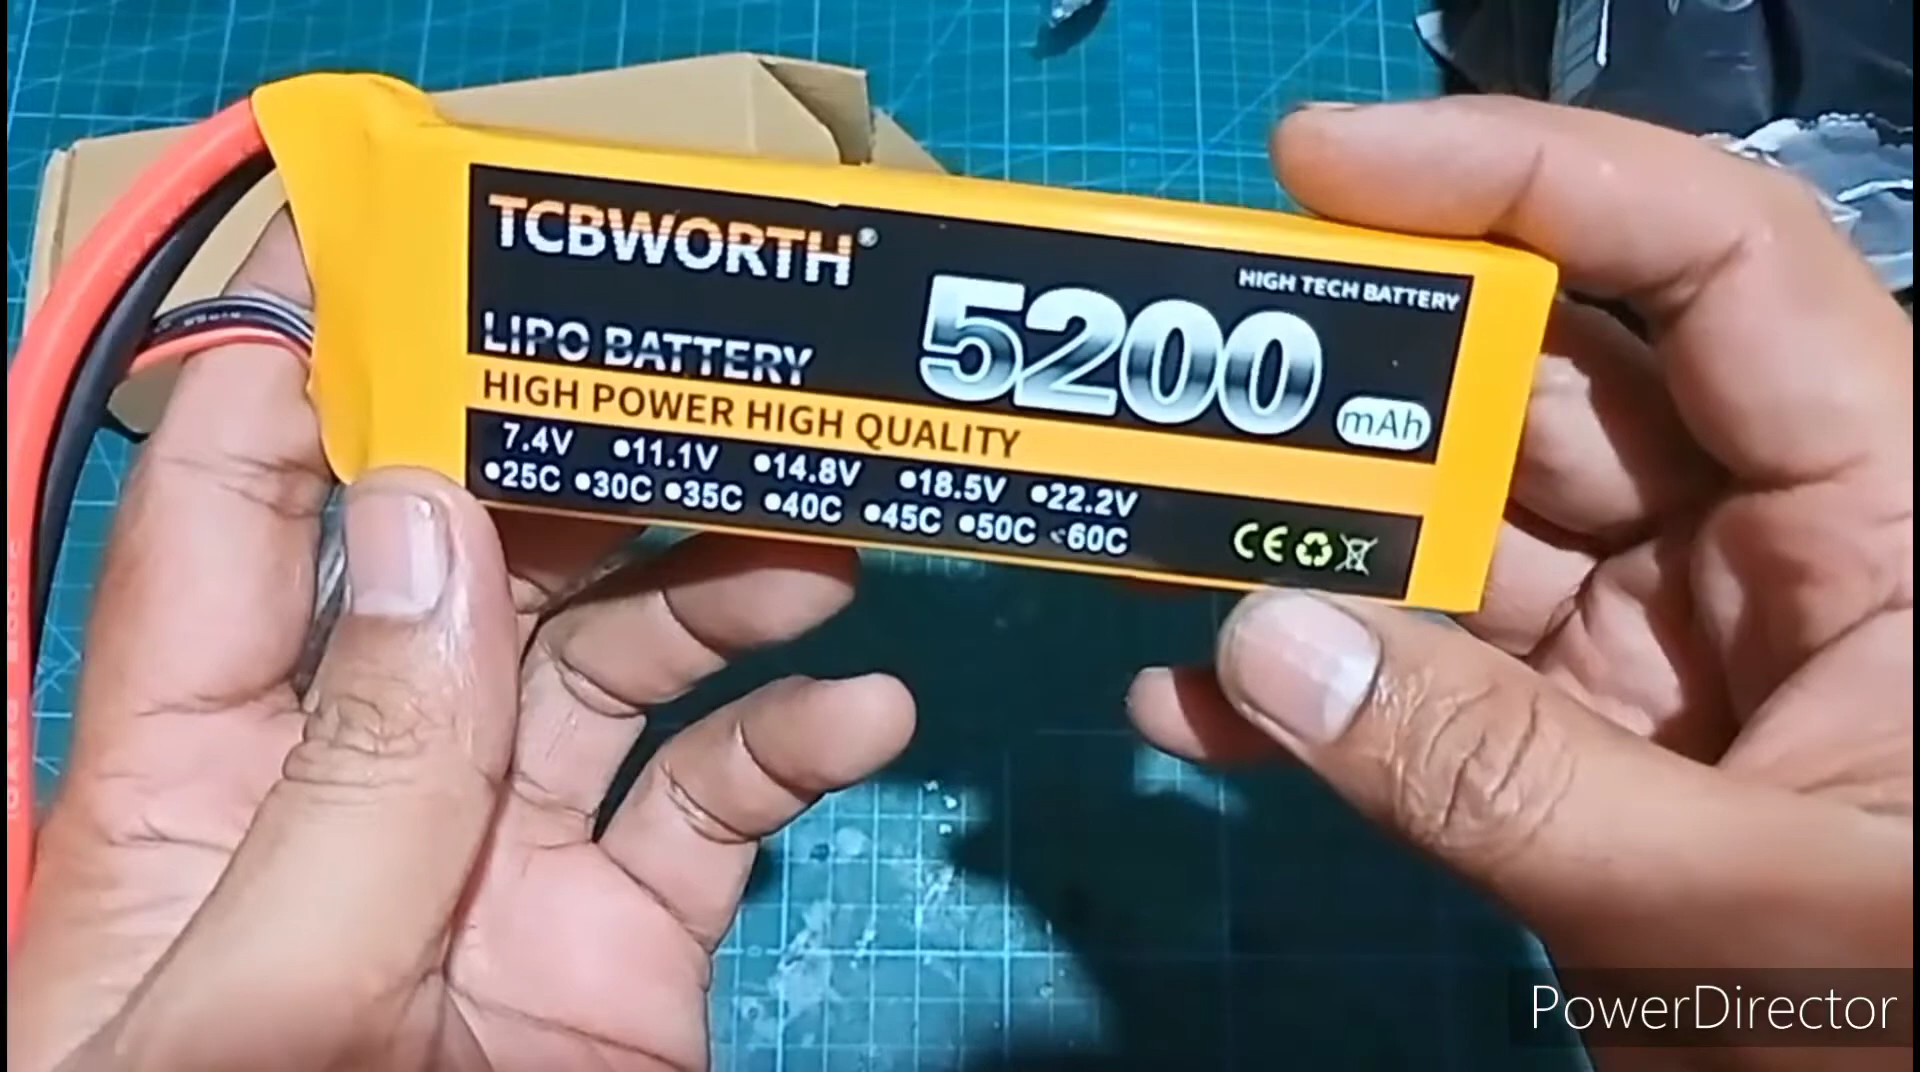 TCBWORTH®
HIGH TECH BATTERY
LIPO BATTERY
5200 mAh
HIGH POWER HIGH QUALITY
7.4V ●11.1V ●14.8V ●18.5V ●22.2V
●25C ●30C ●35C ●40C ●45C ●50C 60C
CE
PowerDirector